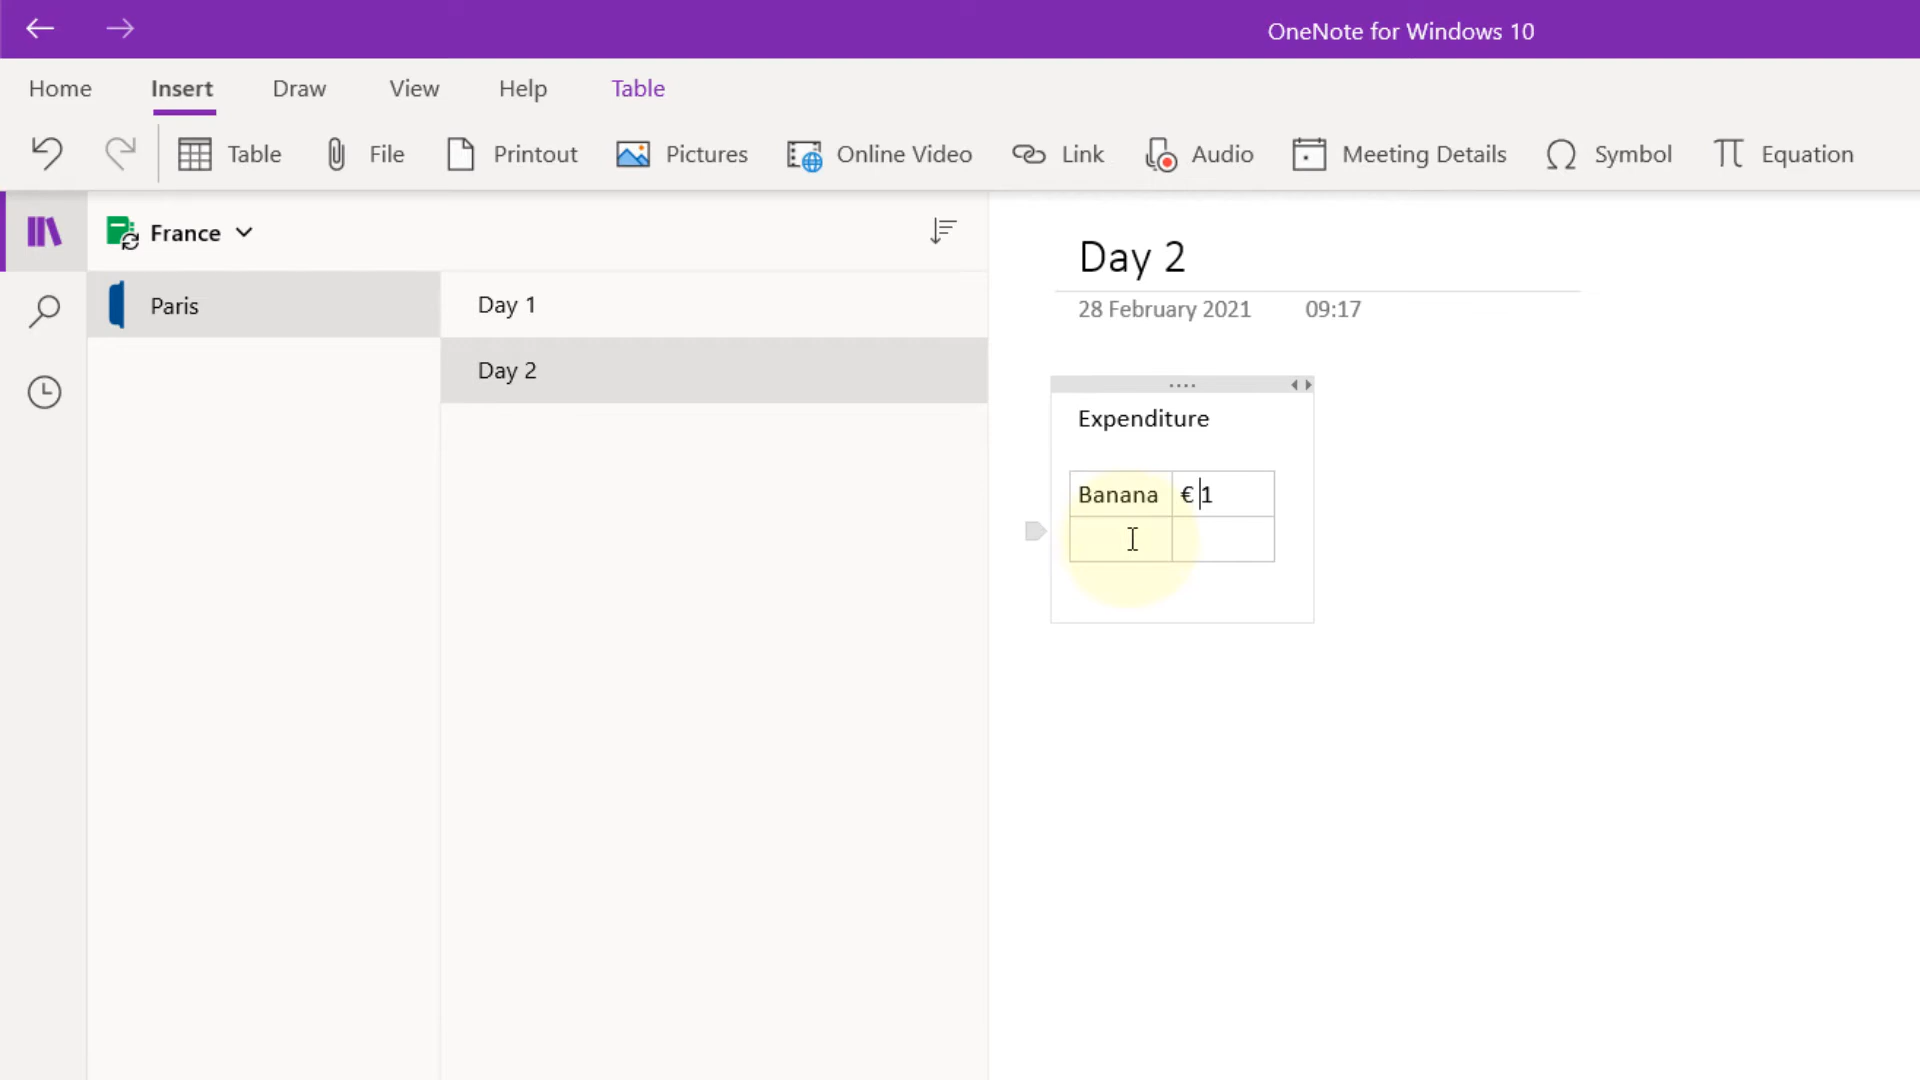 OneNote for Windows 10
Home Insert Draw View Help Table
Table File Printout Pictures Online Video Link Audio Meeting Details Symbol Equation
France
Paris
Day 1
Day 2
Day 2
28 February 2021 09:17
Expenditure
Banana € 1